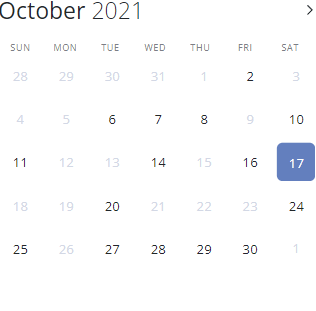 October 2021
SUN MON TUE WED THU FRI SAT
28 29 30 31 1 2 3
4 5 6 7 8 9 10
11 12 13 14 15 16 17
18 19 20 21 22 23 24
25 26 27 28 29 30 1